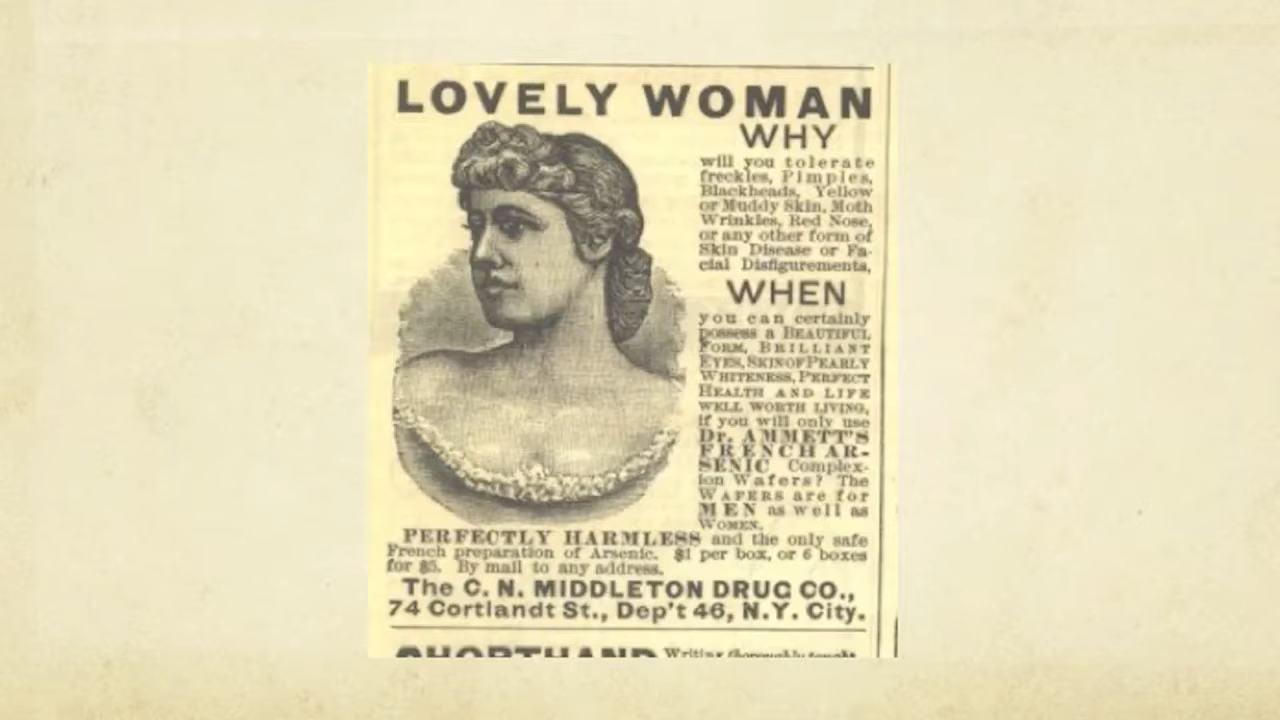 LOVELY WOMAN
WHY
will you tolerate
freckles, Pimples,
Blackheads, Yellow
or Muddy Skin, Moth
Wrinkles, Red Nose,
or any other form of
Skin Disease or Fa-
cial Disfigurements,
WHEN
you can certainly
possess a BEAUTIFUL
FORM, BRILLIANT
EYES, SKIN OF PEARLY
WHITENESS, PERFECT
HEALTH AND LIFE
WELL WORTH LIVING,
if you will only use
Dr. AMMETT'S
FRENCH AR-
SENIC Complex-
ion Wafers? The
WAFERS are for
MEN as well as
WOMEN.
PERFECTLY HARMLESS and the only safe
French preparation of Arsenic. $1 per box, or 6 boxes
for $5. By mail to any address.
The C. N. MIDDLETON DRUG CO.,
74 Cortlandt St., Dep't 46, N.Y. City.
SHORTHAND Writing thoroughly taught